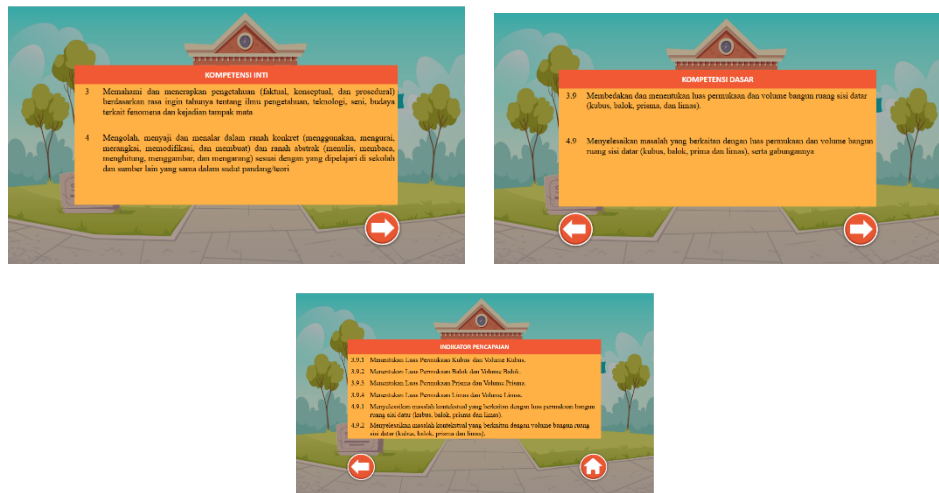 KOMPETENSI INTI
3 Memahami dan menerapkan pengetahuan (faktual, konseptual, dan prosedural)
berdasarkan rasa ingin tahunya tentang ilmu pengetahuan, teknologi, seni, budaya
terkait fenomena dan kejadian tampak mata
4 Mengolah, menyaji dan menalar dalam ranah konkret (menggunakan, mengurai,
merangkai, memodifikasi, dan membuat) dan ranah abstrak (menulis, membaca,
menghitung, menggambar, dan mengarang) sesuai dengan yang dipelajari di sekolah
dan sumber lain yang sama dalam sudut pandang/teori
KOMPETENSI DASAR
3.9 Membedakan dan menentukan luas permukaan dan volume bangun ruang sisi datar
(kubus, balok, prisma, dan limas).
4.9 Menyelesaikan masalah yang berkaitan dengan luas permukaan dan volume bangun
ruang sisi datar (kubus, balok, prima dan limas), serta gabungannya
INDIKATOR PENCAPAIAN
3.9.1 Menentukan Luas Permukaan Kubus dan Volume Kubus.
3.9.2 Menentukan Luas Permukaan Balok dan Volume Balok.
3.9.3 Menentukan Luas Permukaan Prisma dan Volume Prisma.
3.9.4 Menentukan Luas Permukaan Limas dan Volume Limas.
4.9.1 Menyelesaikan masalah kontekstual yang berkaitan dengan luas permukaan bangun
ruang sisi datar (kubus, balok, prisma dan limas).
4.9.2 Menyelesaikan masalah kontekstual yang berkaitan dengan volume bangun ruang
sisi datar (kubus, balok, prisma dan limas).